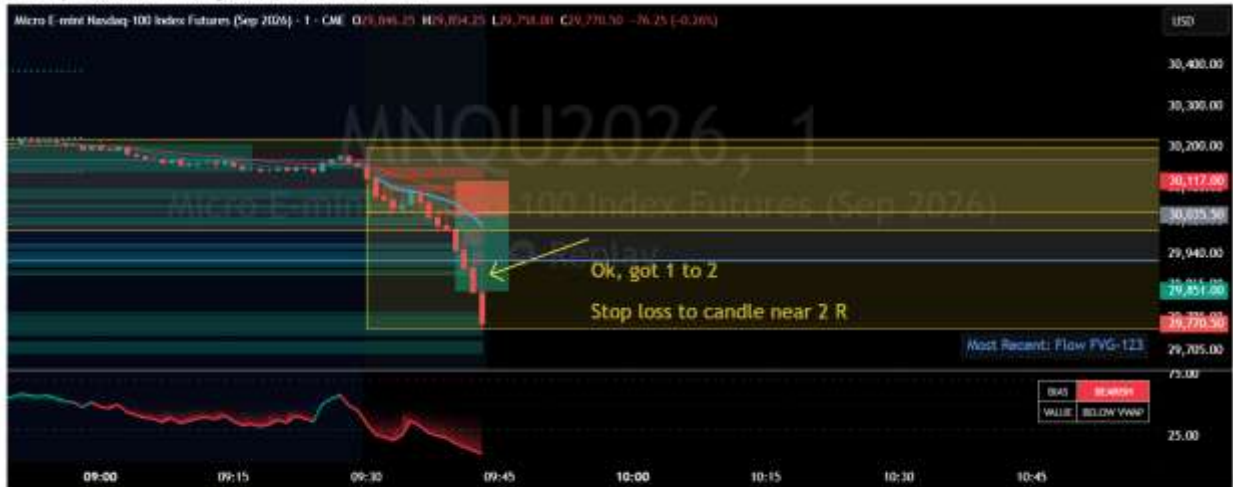 Micro E-mini Nasdaq-100 Index Futures (Sep 2026) · 1 · CME
USD
30,400.00
30,300.00
MNQU2026, 1
30,200.00
30,117.00
Micro E-mini Nasdaq-100 Index Futures (Sep 2026)
30,035.50
Replay
29,940.00
Ok, got 1 to 2
29,851.00
Stop loss to candle near 2 R
29,770.50
Most Recent: Flow FVG-123
29,705.00
75.00
BIAS BEARISH
VALUE BELOW VWAP
25.00
09:00 09:15 09:30 09:45 10:00 10:15 10:30 10:45